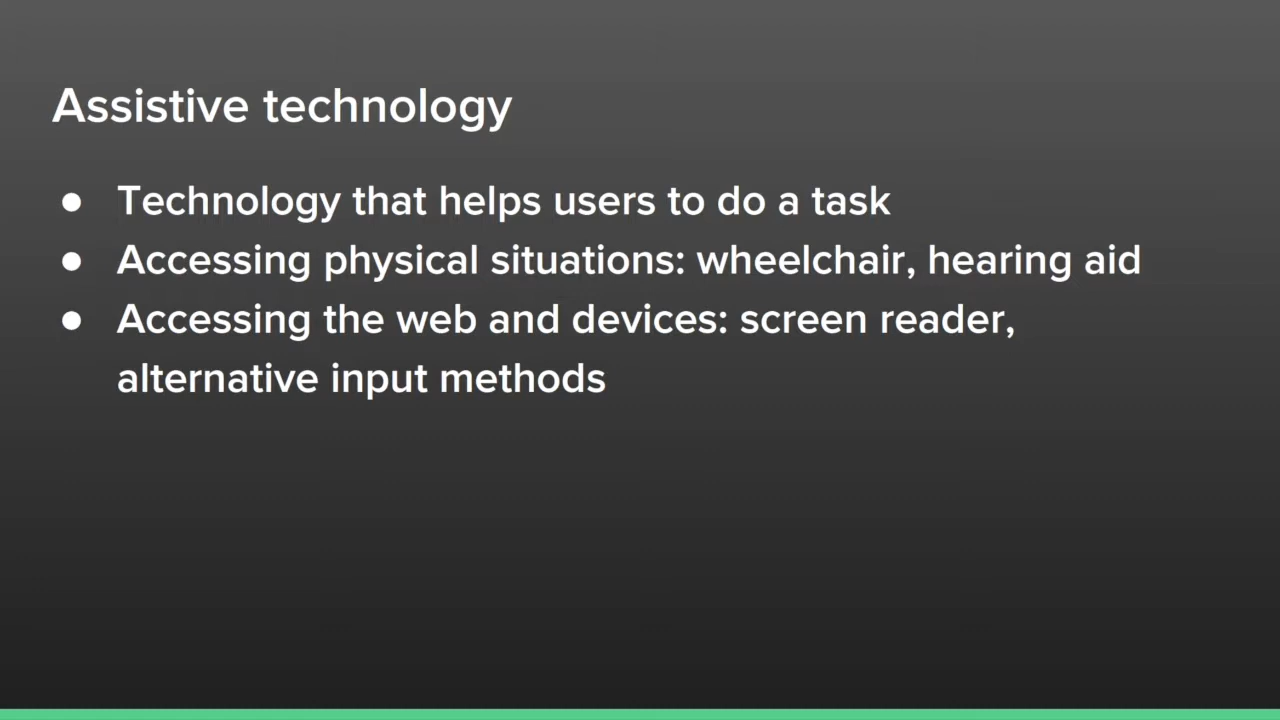 Assistive technology
● Technology that helps users to do a task
● Accessing physical situations: wheelchair, hearing aid
● Accessing the web and devices: screen reader,
alternative input methods